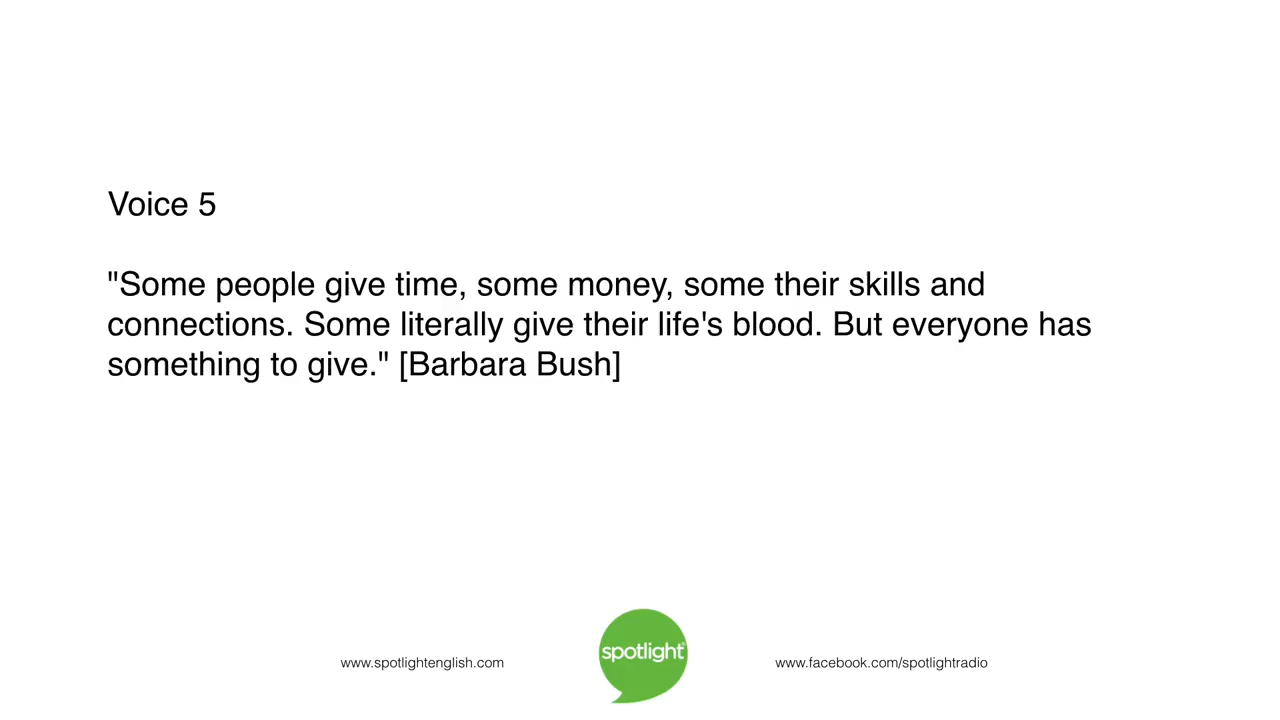 Voice 5
"Some people give time, some money, some their skills and
connections. Some literally give their life's blood. But everyone has
something to give." [Barbara Bush]
www.spotlightenglish.com
spotlight®
www.facebook.com/spotlightradio